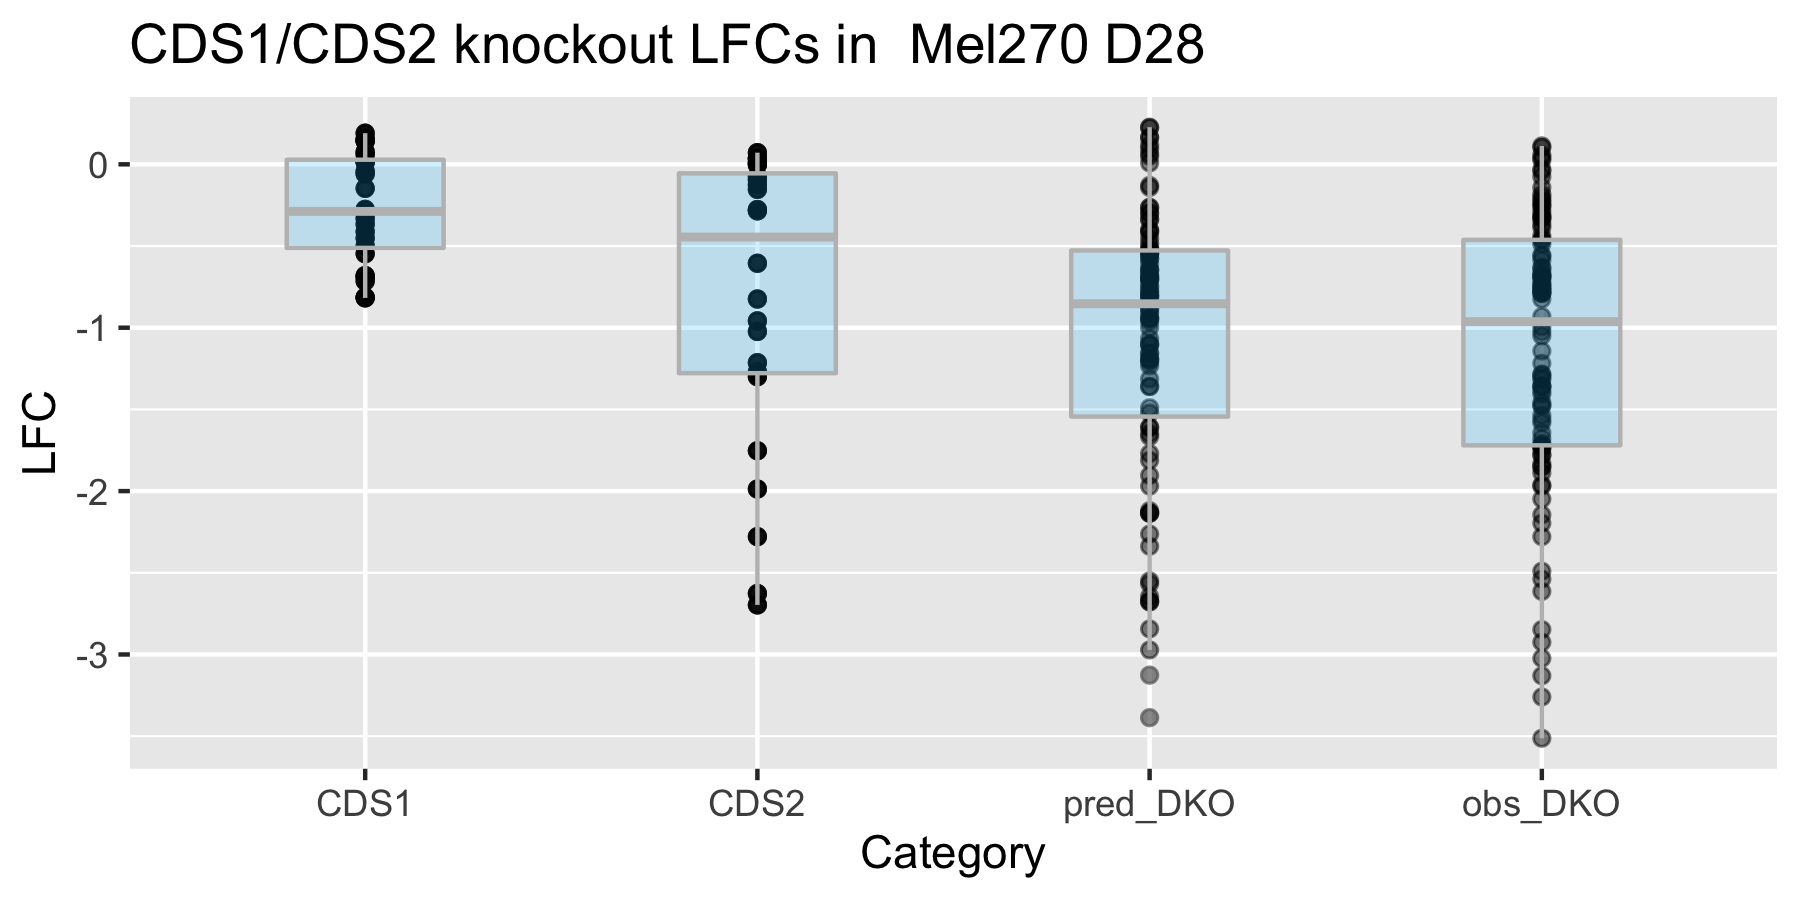 CDS1/CDS2 knockout LFCs in  Mel270 D28
0
-1
-2
-3
LFC
CDS1 CDS2 pred_DKO obs_DKO
Category